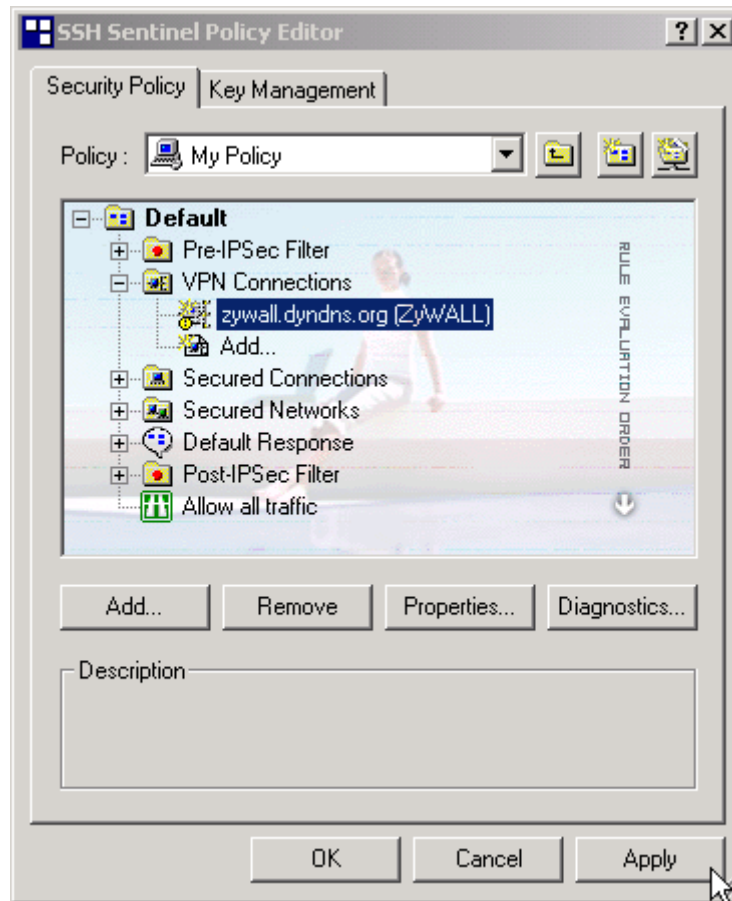 SSH Sentinel Policy Editor
Security Policy
Key Management
Policy :
My Policy
Default
Pre-IPSec Filter
VPN Connections
zywall.dyndns.org (ZyWALL)
Add...
Secured Connections
Secured Networks
Default Response
Post-IPSec Filter
Allow all traffic
RULE EVALUATION ORDER
Add...
Remove
Properties...
Diagnostics...
Description
OK
Cancel
Apply